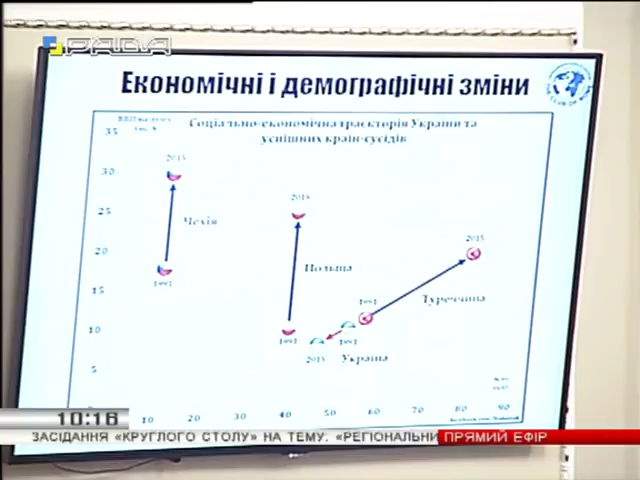 РАДА
Економічні і демографічні зміни
Соціально-економічна траєкторія України та
успішних країн-сусідів
35
30
25
20
15
10
5
2015
Чехія
1991
2015
Польща
1991
2015
Туреччина
1991
1991
2015
Україна
10
20
30
40
50
60
70
80
90
10:16
ЗАСІДАННЯ «КРУГЛОГО СТОЛУ» НА ТЕМУ: «РЕГІОНАЛЬНИ
ПРЯМИЙ ЕФІР